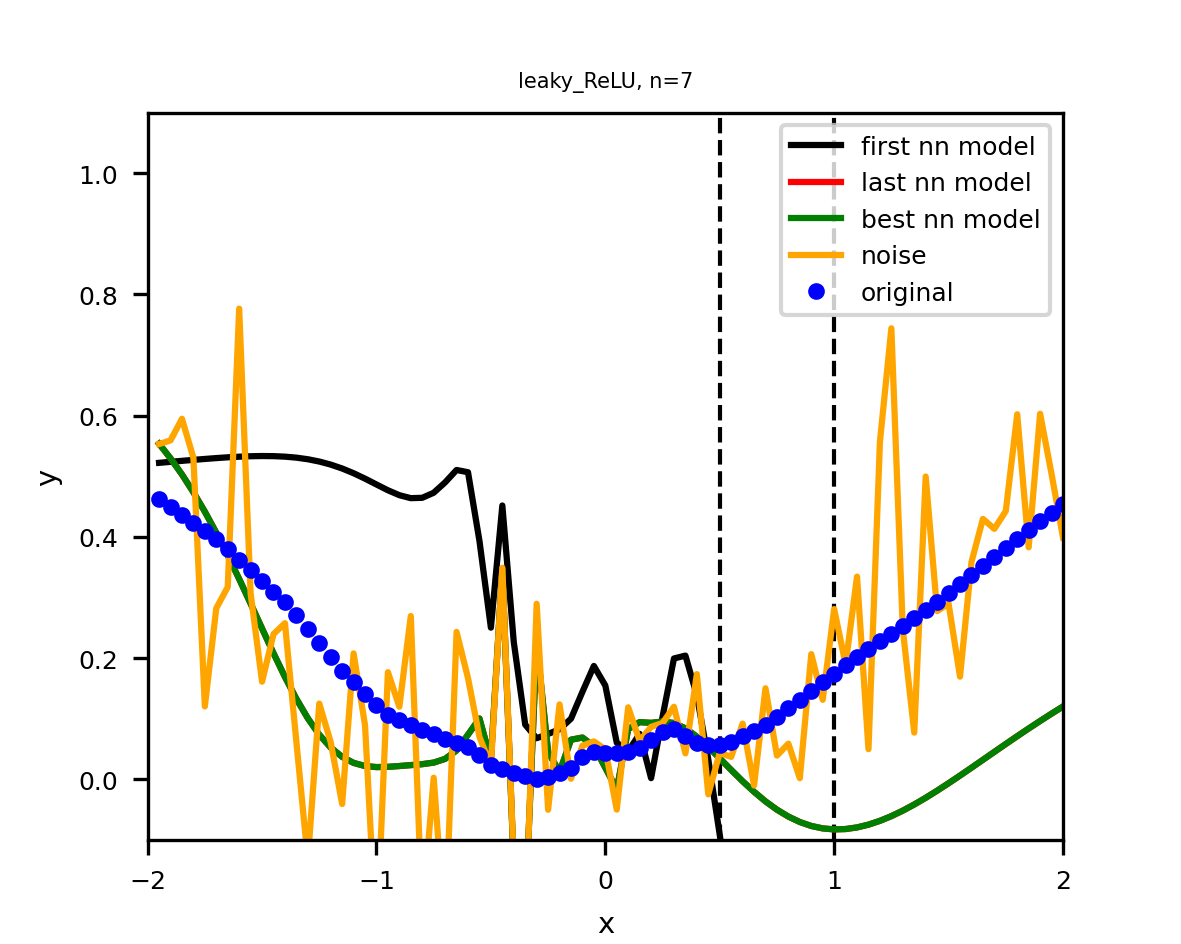 leaky_ReLU, n=7
first nn model
last nn model
best nn model
noise
original
1.0
0.8
0.6
0.4
0.2
0.0
y
−2
−1
0
1
2
x